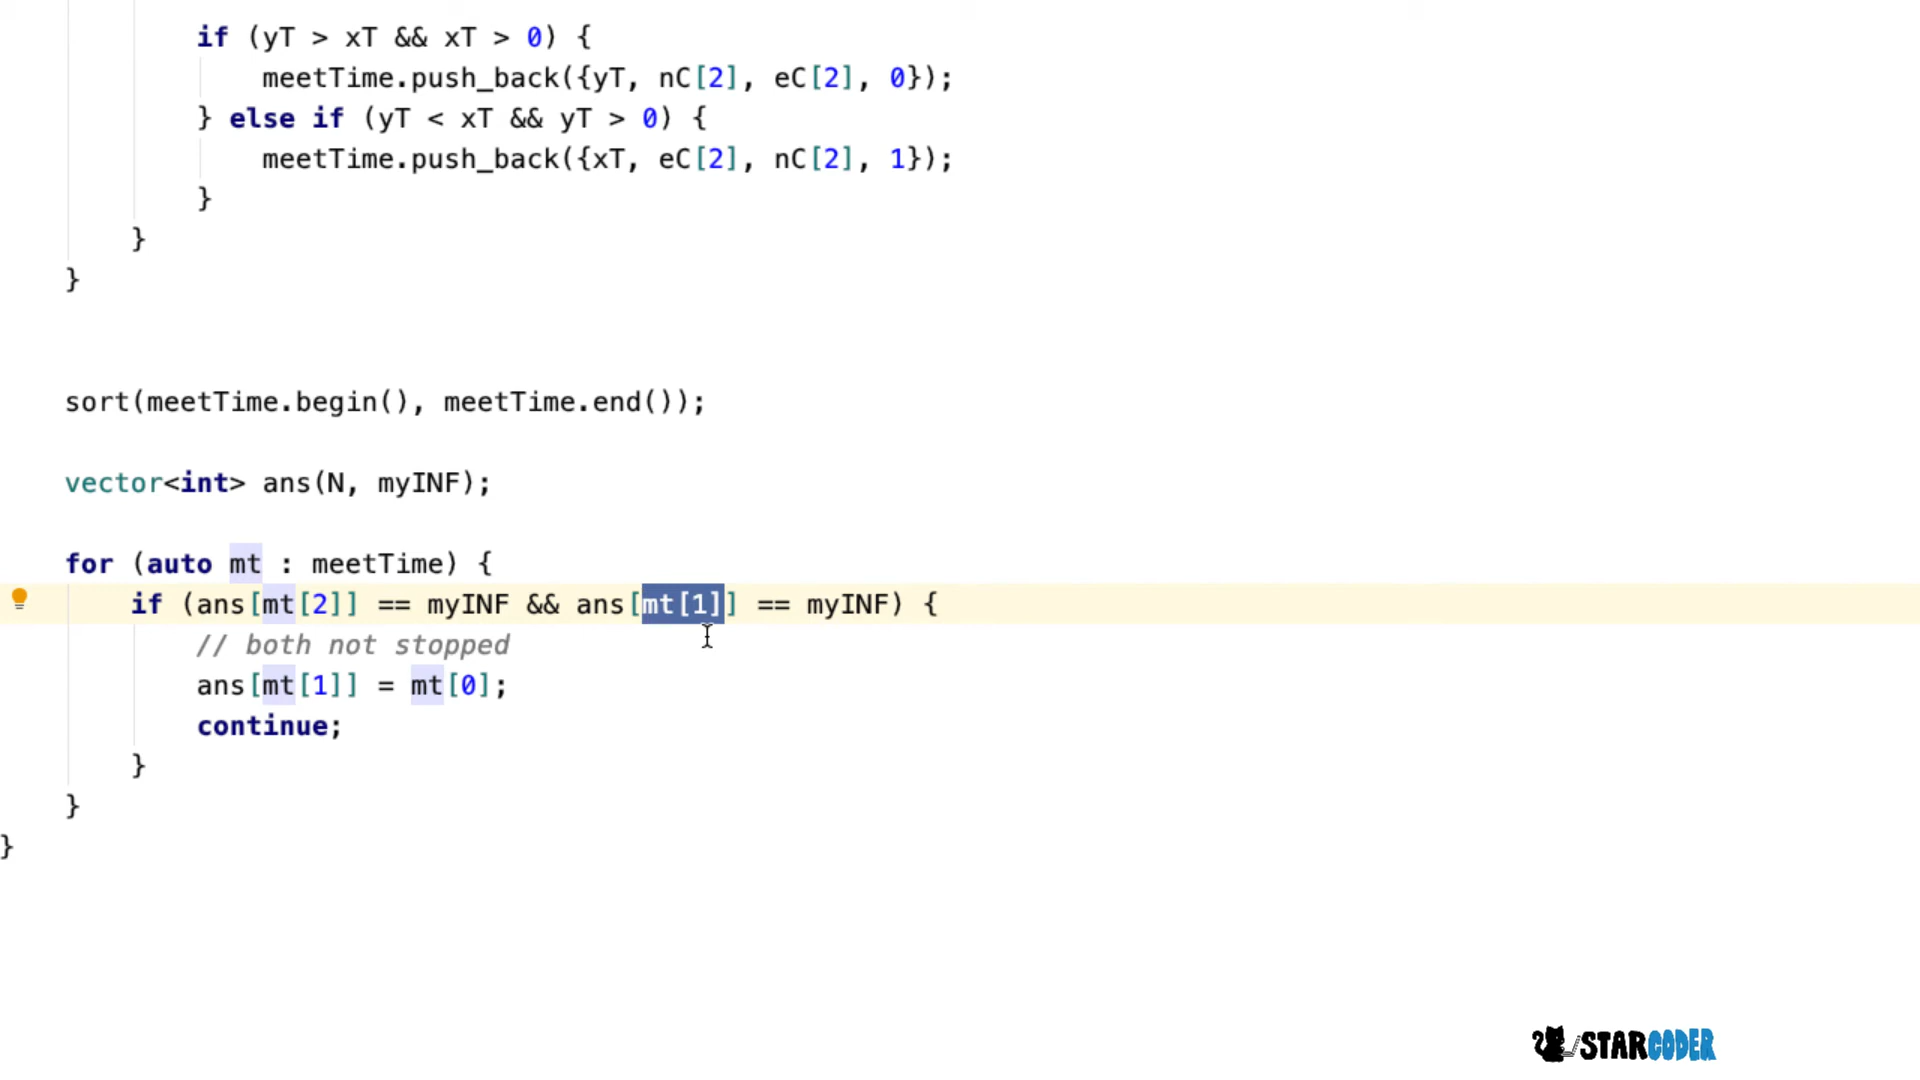 if (yT > xT && xT > 0) {
meetTime.push_back({yT, nC[2], eC[2], 0});
} else if (yT < xT && yT > 0) {
meetTime.push_back({xT, eC[2], nC[2], 1});
}
}
}
sort(meetTime.begin(), meetTime.end());
vector<int> ans(N, myINF);
for (auto mt : meetTime) {
if (ans[mt[2]] == myINF && ans[mt[1]] == myINF) {
// both not stopped
ans[mt[1]] = mt[0];
continue;
}
}
}
STARCODER